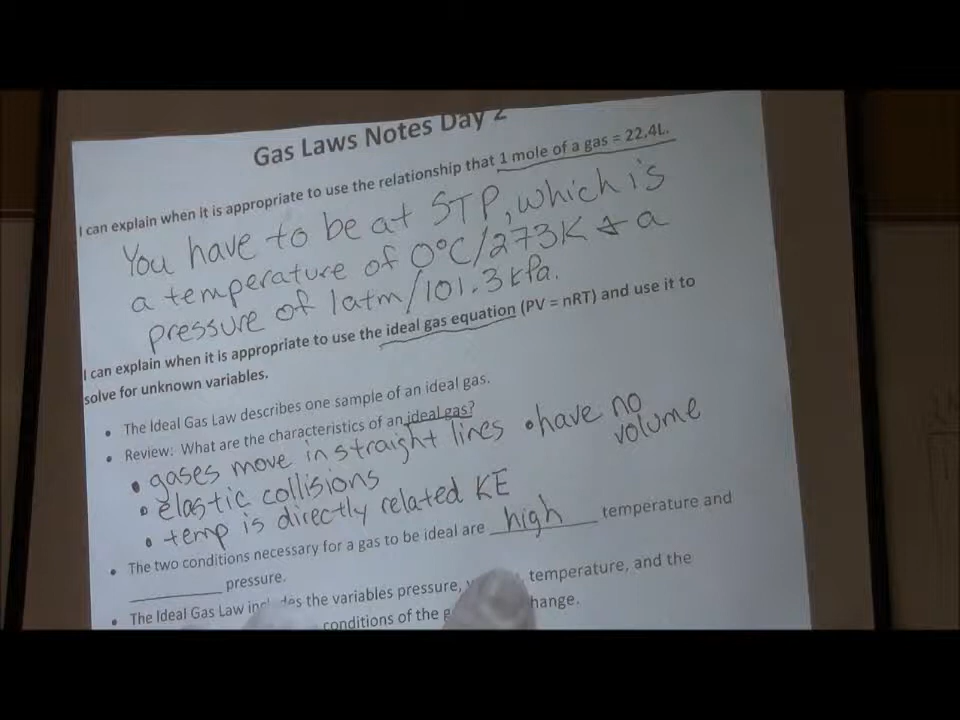 Gas Laws Notes Day 2
I can explain when it is appropriate to use the relationship that 1 mole of a gas = 22.4L.
You have to be at STP, which is
a temperature of 0°C/273K + a
pressure of 1atm/101.3kPa.
I can explain when it is appropriate to use the ideal gas equation (PV = nRT) and use it to
solve for unknown variables.
• The Ideal Gas Law describes one sample of an ideal gas.
• Review: What are the characteristics of an ideal gas?
• gases move in straight lines • have no volume
• elastic collisions
• temp is directly related KE
• The two conditions necessary for a gas to be ideal are high temperature and
________ pressure.
• The Ideal Gas Law the variables pressure, temperature, and the
conditions of the